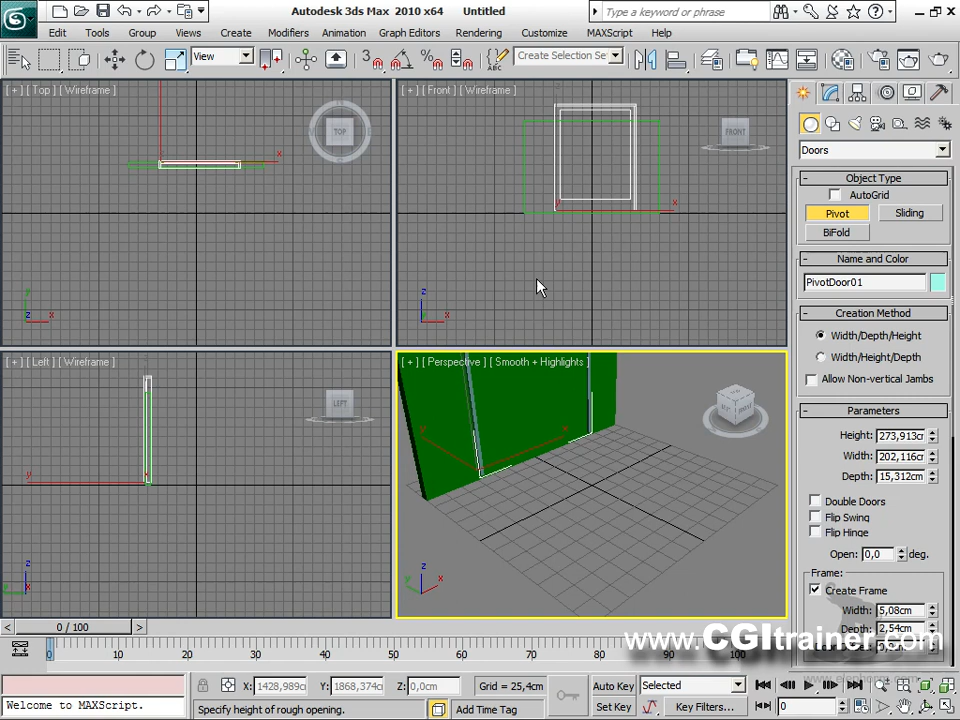 Autodesk 3ds Max 2010 x64 Untitled
Type a keyword or phrase
Edit Tools Group Views Create Modifiers Animation Graph Editors Rendering Customize MAXScript Help
View
3
Create Selection Se
[ + ] [ Top ] [ Wireframe ]
TOP
x
y
z
x
[ + ] [ Front ] [ Wireframe ]
FRONT
x
y
z
x
[ + ] [ Left ] [ Wireframe ]
LEFT
y
z
[ + ] [ Perspective ] [ Smooth + Highlights ]
y
x
z
y
x
Doors
- Object Type
AutoGrid
Pivot Sliding
BiFold
- Name and Color
PivotDoor01
- Creation Method
Width/Depth/Height
Width/Height/Depth
Allow Non-vertical Jambs
- Parameters
Height: 273,913cr
Width: 202,116cr
Depth: 15,312cm
Double Doors
Flip Swing
Flip Hinge
Open: 0,0 deg.
Frame:
Create Frame
Width: 5,08cm
Depth: 2,54cm
www.CGItrainer.com
< 0 / 100 >
0 10 20 30 40 50 60 70 80 90 100
X: 1428,989c Y: 1868,374c Z: 0,0cm Grid = 25,4cm
Auto Key Selected
Welcome to MAXScript.
Specify height of rough opening.
Add Time Tag
Set Key Key Filters... 0